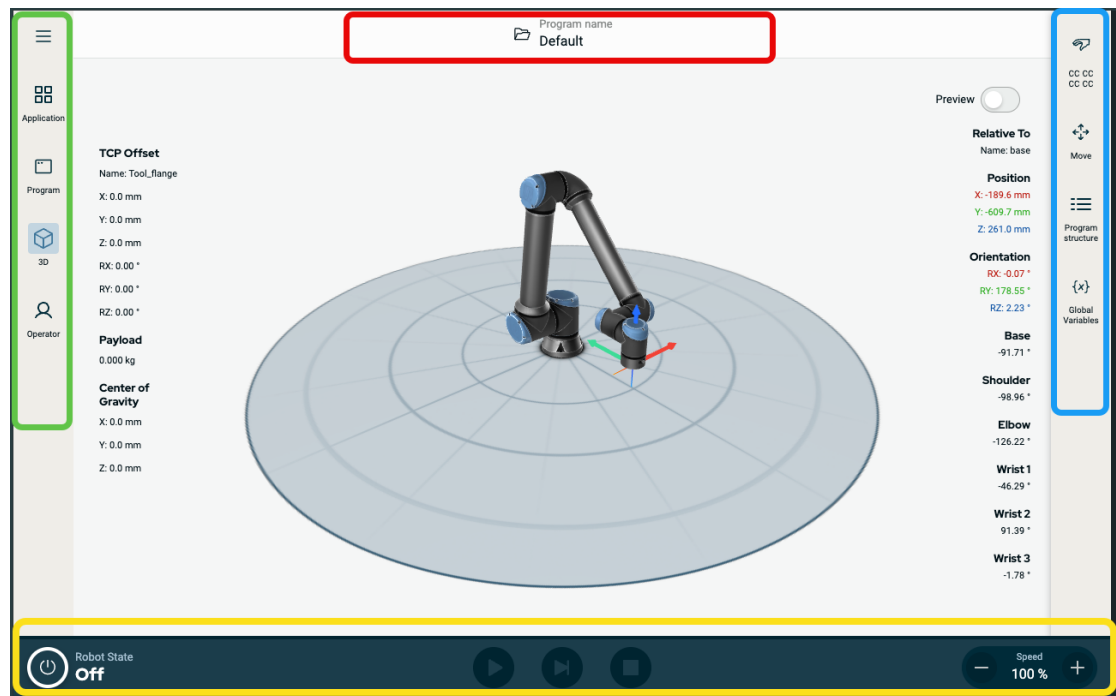 Program name
Default
Application
Program
3D
Operator
TCP Offset
Name: Tool_flange
X: 0.0 mm
Y: 0.0 mm
Z: 0.0 mm
RX: 0.00 °
RY: 0.00 °
RZ: 0.00 °
Payload
0.000 kg
Center of
Gravity
X: 0.0 mm
Y: 0.0 mm
Z: 0.0 mm
Preview
Relative To
Name: base
Position
X: -189.6 mm
Y: -609.7 mm
Z: 261.0 mm
Orientation
RX: -0.07 °
RY: 178.55 °
RZ: 2.23 °
Base
-91.71 °
Shoulder
-98.96 °
Elbow
-126.22 °
Wrist 1
-46.29 °
Wrist 2
91.39 °
Wrist 3
-1.78 °
CC CC
CC CC
Move
Program
structure
{x}
Global
Variables
Robot State
Off
Speed
100 %